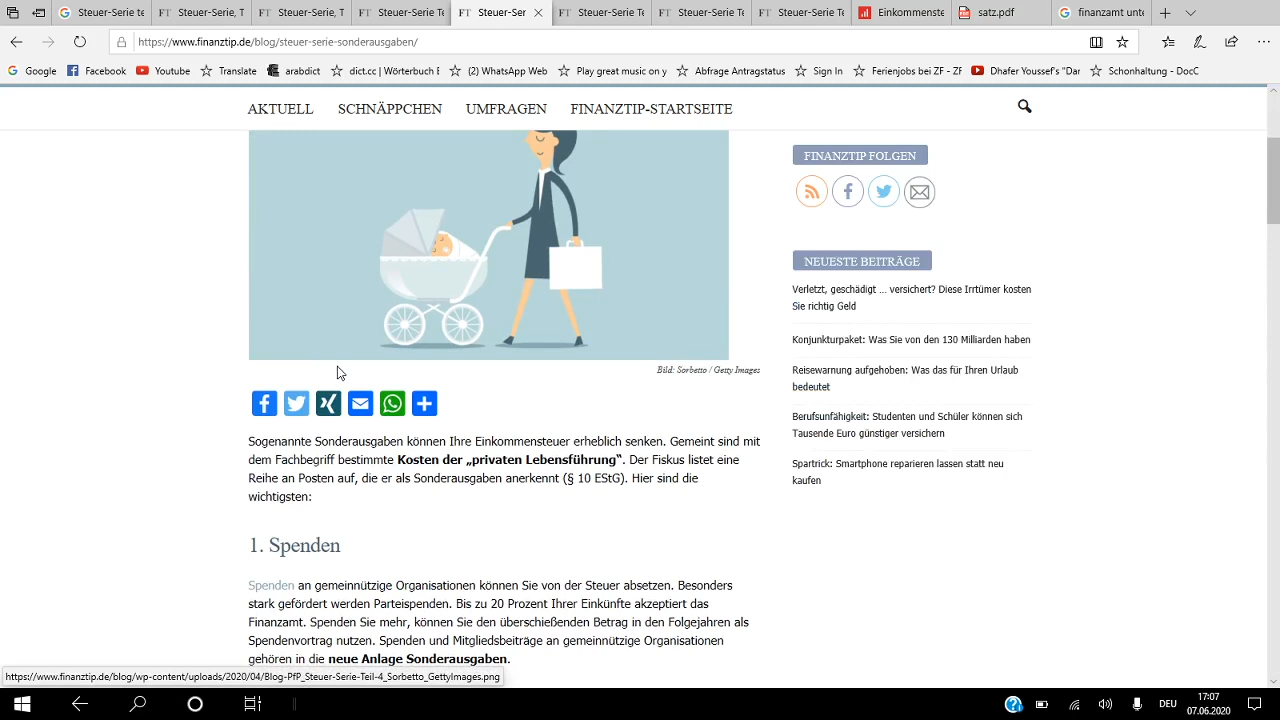 Steuer-Serie te
Steuer-Serie, T
Steuer-Serie, T
Steuer-Serie Te
Steuer-Ser
Steuer-Serie Te
Steuer-Serie Te
Steuer-Serie Te
Einkommenste
satz.pdf
finanzamt unte
https://www.finanztip.de/blog/steuer-serie-sonderausgaben/
Google
Facebook
Youtube
Translate
arabdict
dict.cc | Wörterbuch E
(2) WhatsApp Web
Play great music on y
Abfrage Antragstatus
Sign In
Ferienjobs bei ZF - ZF
Dhafer Youssef's "Dar
Schonhaltung - DocC
AKTUELL
SCHNÄPPCHEN
UMFRAGEN
FINANZTIP-STARTSEITE
Bild: Sorbetto / Getty Images
Sogenannte Sonderausgaben können Ihre Einkommensteuer erheblich senken. Gemeint sind mit
dem Fachbegriff bestimmte Kosten der „privaten Lebensführung“. Der Fiskus listet eine
Reihe an Posten auf, die er als Sonderausgaben anerkennt (§ 10 EStG). Hier sind die
wichtigsten:
1. Spenden
Spenden an gemeinnützige Organisationen können Sie von der Steuer absetzen. Besonders
stark gefördert werden Parteispenden. Bis zu 20 Prozent Ihrer Einkünfte akzeptiert das
Finanzamt. Spenden Sie mehr, können Sie den überschießenden Betrag in den Folgejahren als
Spendenvortrag nutzen. Spenden und Mitgliedsbeiträge an gemeinnützige Organisationen
gehören in die neue Anlage Sonderausgaben.
FINANZTIP FOLGEN
NEUESTE BEITRÄGE
Verletzt, geschädigt ... versichert? Diese Irrtümer kosten
Sie richtig Geld
Konjunkturpaket: Was Sie von den 130 Milliarden haben
Reisewarnung aufgehoben: Was das für Ihren Urlaub
bedeutet
Berufsunfähigkeit: Studenten und Schüler können sich
Tausende Euro günstiger versichern
Spartrick: Smartphone reparieren lassen statt neu
kaufen
https://www.finanztip.de/blog/wp-content/uploads/2020/04/Blog-PfP_Steuer-Serie-Teil-4_Sorbetto_GettyImages.png
DEU
17:07
07.06.2020